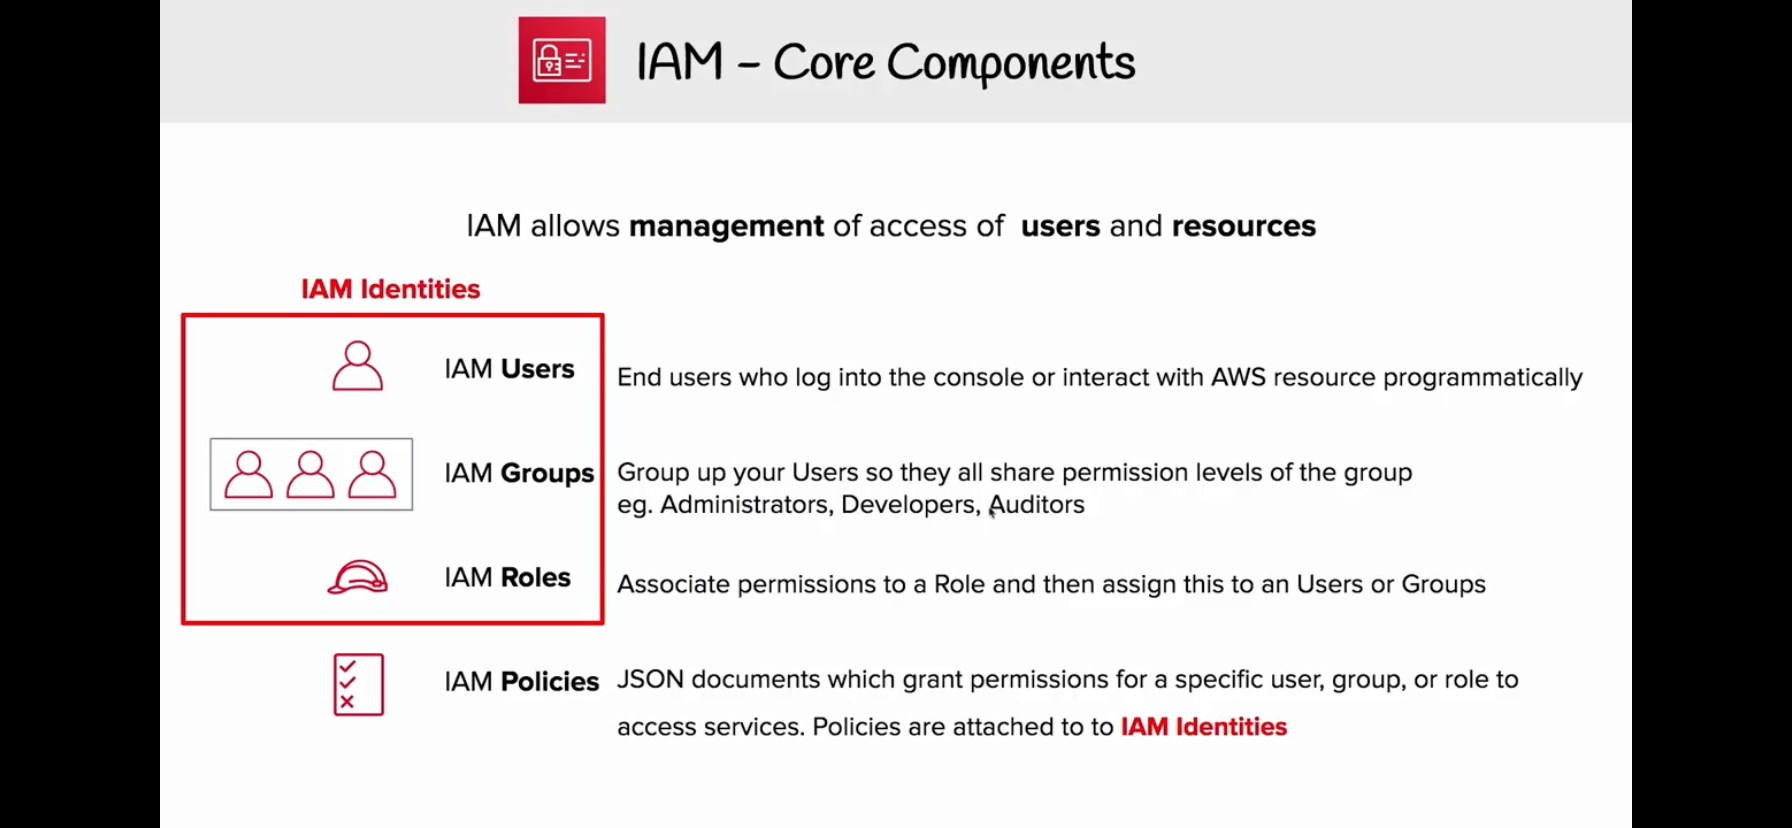 IAM – Core Components
IAM allows management of access of users and resources
IAM Identities
IAM Users
End users who log into the console or interact with AWS resource programmatically
IAM Groups
Group up your Users so they all share permission levels of the group
eg. Administrators, Developers, Auditors
IAM Roles
Associate permissions to a Role and then assign this to an Users or Groups
IAM Policies
JSON documents which grant permissions for a specific user, group, or role to
access services. Policies are attached to to IAM Identities